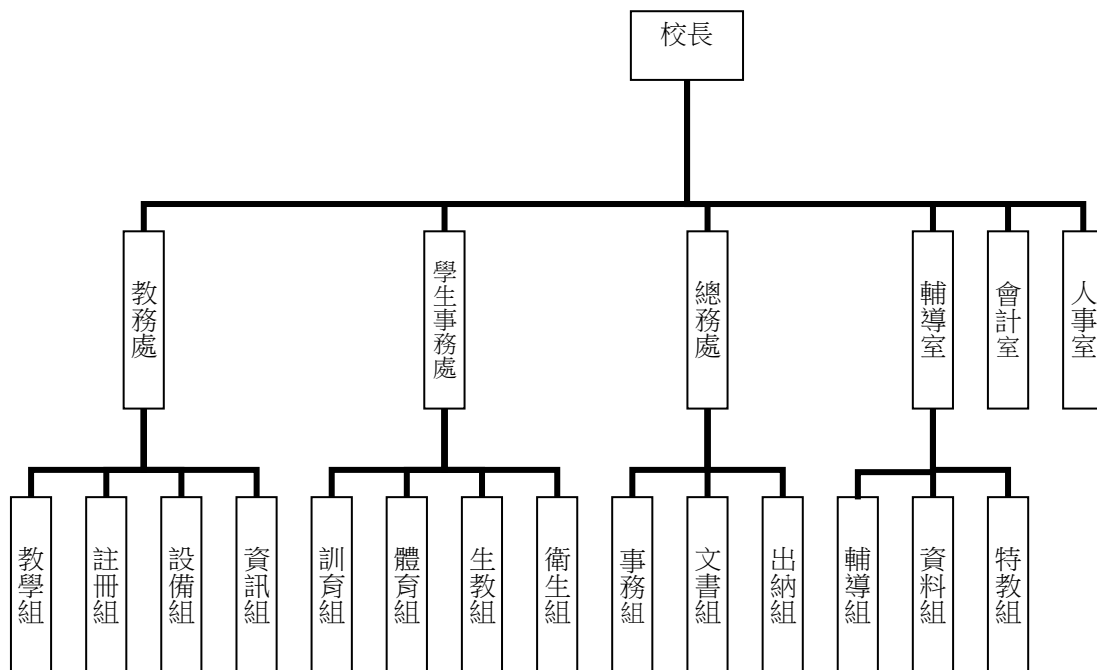 校長
教務處
學生事務處
總務處
輔導室
會計室
人事室
教學組
註冊組
設備組
資訊組
訓育組
體育組
生教組
衛生組
事務組
文書組
出納組
輔導組
資料組
特教組